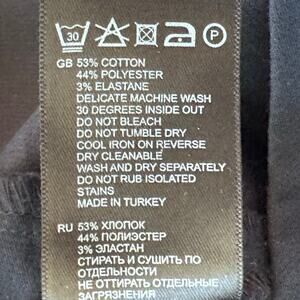 30 P
GB 53% COTTON
44% POLYESTER
3% ELASTANE
DELICATE MACHINE WASH
30 DEGREES INSIDE OUT
DO NOT BLEACH
DO NOT TUMBLE DRY
COOL IRON ON REVERSE
DRY CLEANABLE
WASH AND DRY SEPARATELY
DO NOT RUB ISOLATED
STAINS
MADE IN TURKEY
RU 53% ХЛОПОК
44% ПОЛИЭСТЕР
3% ЭЛАСТАН
СТИРАТЬ И СУШИТЬ ПО
ОТДЕЛЬНОСТИ
НЕ ОТТИРАТЬ ОТДЕЛЬНЫЕ
ЗАГРЯЗНЕНИЯ